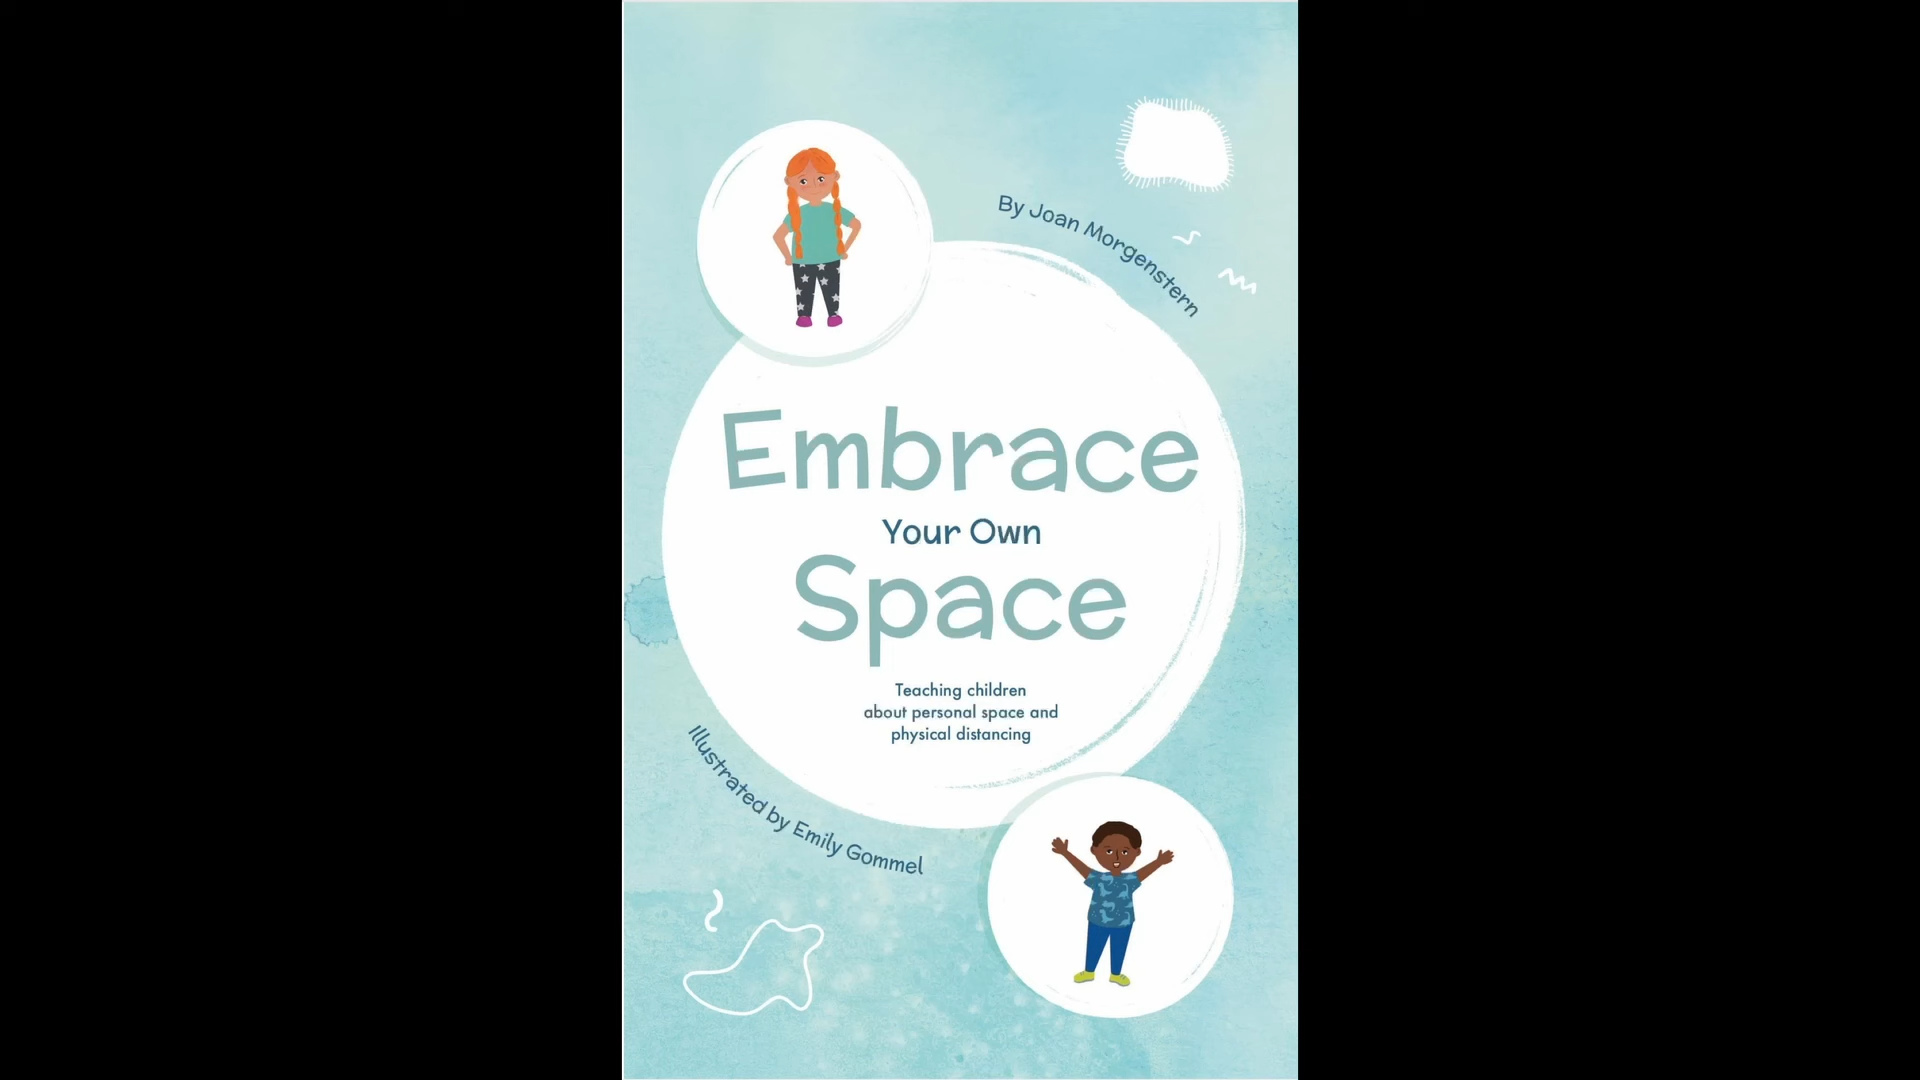 By Joan Morgenstern
Embrace
Your Own
Space
Teaching children
about personal space and
physical distancing
Illustrated by Emily Gommel